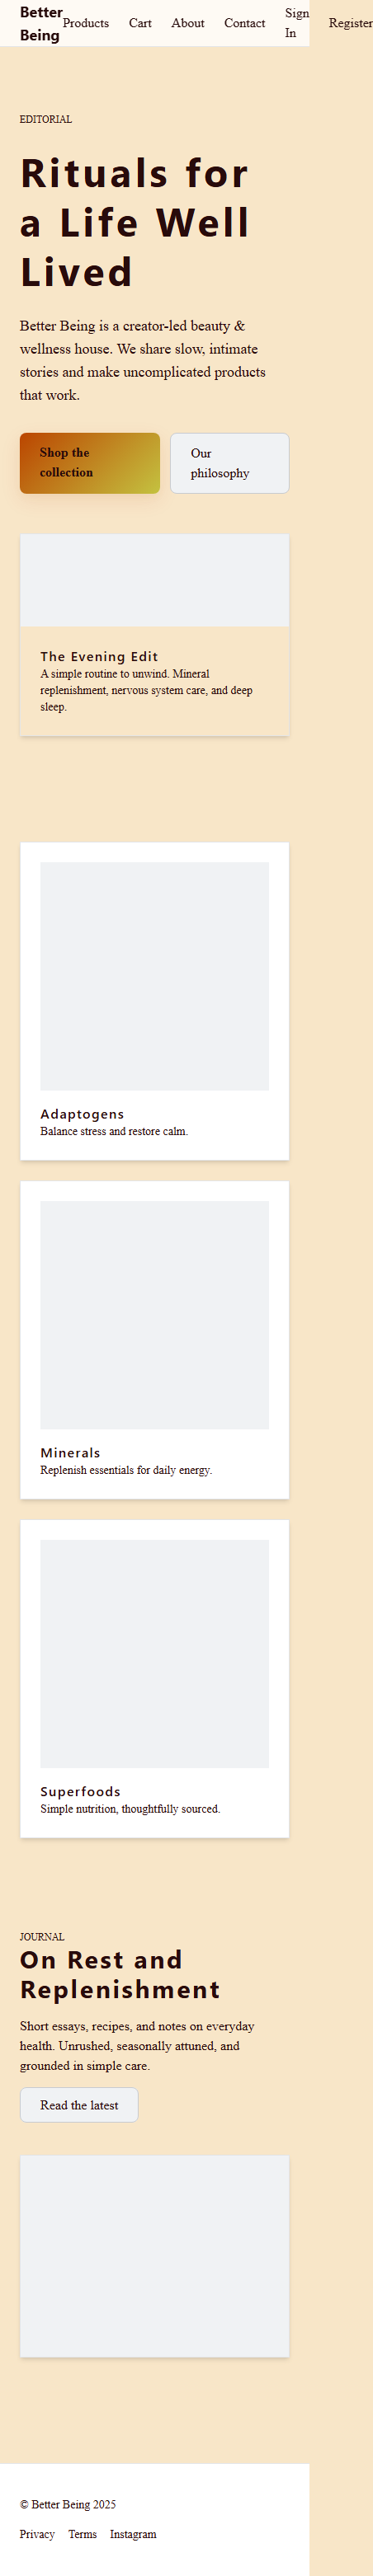 Better
Being
Products Cart About Contact Sign In Register
EDITORIAL
Rituals for
a Life Well
Lived
Better Being is a creator-led beauty &
wellness house. We share slow, intimate
stories and make uncomplicated products
that work.
Shop the
collection
Our
philosophy
The Evening Edit
A simple routine to unwind. Mineral
replenishment, nervous system care, and deep
sleep.
Adaptogens
Balance stress and restore calm.
Minerals
Replenish essentials for daily energy.
Superfoods
Simple nutrition, thoughtfully sourced.
JOURNAL
On Rest and
Replenishment
Short essays, recipes, and notes on everyday
health. Unrushed, seasonally attuned, and
grounded in simple care.
Read the latest
© Better Being 2025
Privacy Terms Instagram